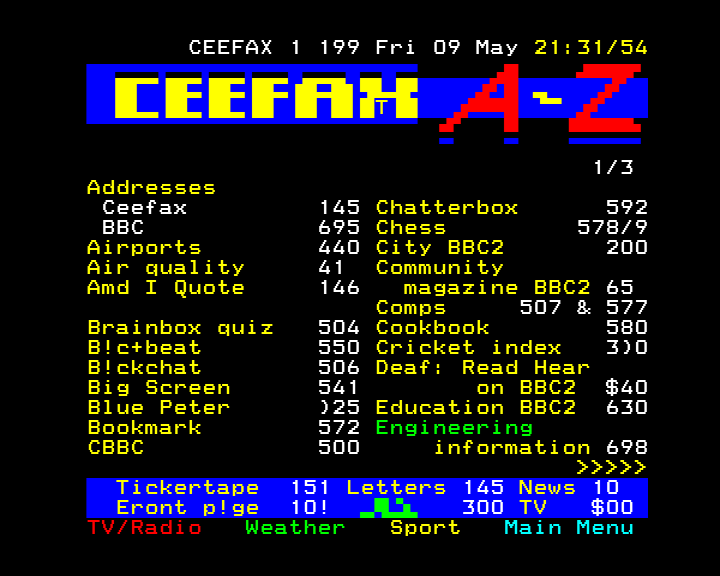 CEEFAX 1 199 Fri 09 May 21:31/54
CEEFAX T A-Z
1/3
Addresses
Ceefax 145 Chatterbox 592
BBC 695 Chess 578/9
Airports 440 City BBC2 200
Air quality 41 Community
Amd I Quote 146 magazine BBC2 65
Comps 507 & 577
Brainbox quiz 504 Cookbook 580
B!c+beat 550 Cricket index 3)0
B!ckchat 506 Deaf: Read Hear
Big Screen 541 on BBC2 $40
Blue Peter )25 Education BBC2 630
Bookmark 572 Engineering
CBBC 500 information 698
>>>>>
Tickertape 151 Letters 145 News 10
Eront p!ge 10! 300 TV $00
TV/Radio Weather Sport Main Menu